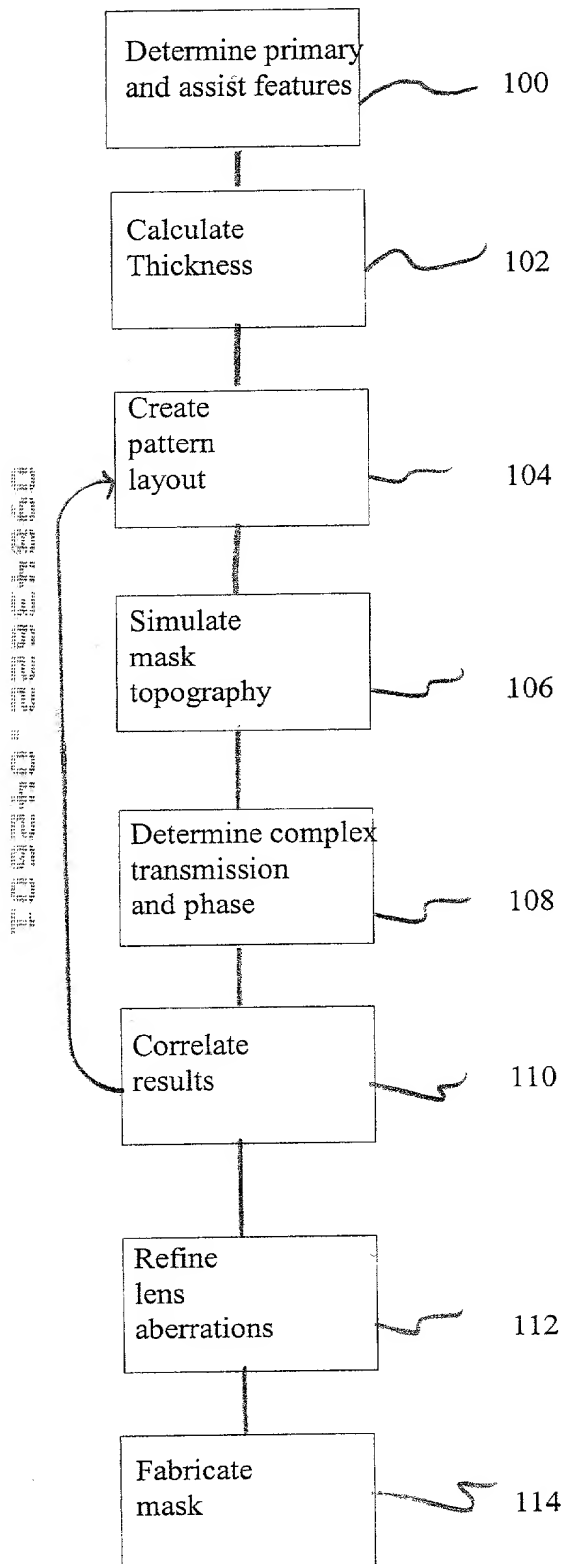 Determine primary
and assist features
100
Calculate
Thickness
102
Create
pattern
layout
104
Simulate
mask
topography
106
Determine complex
transmission
and phase
108
Correlate
results
110
Refine
lens
aberrations
112
Fabricate
mask
114